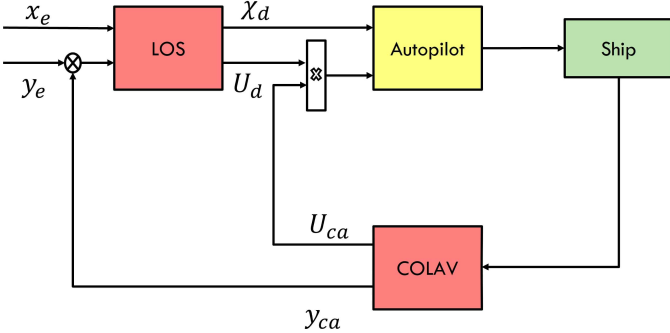 x_e
χ_d
LOS
Autopilot
Ship
y_e
U_d
U_ca
COLAV
y_ca